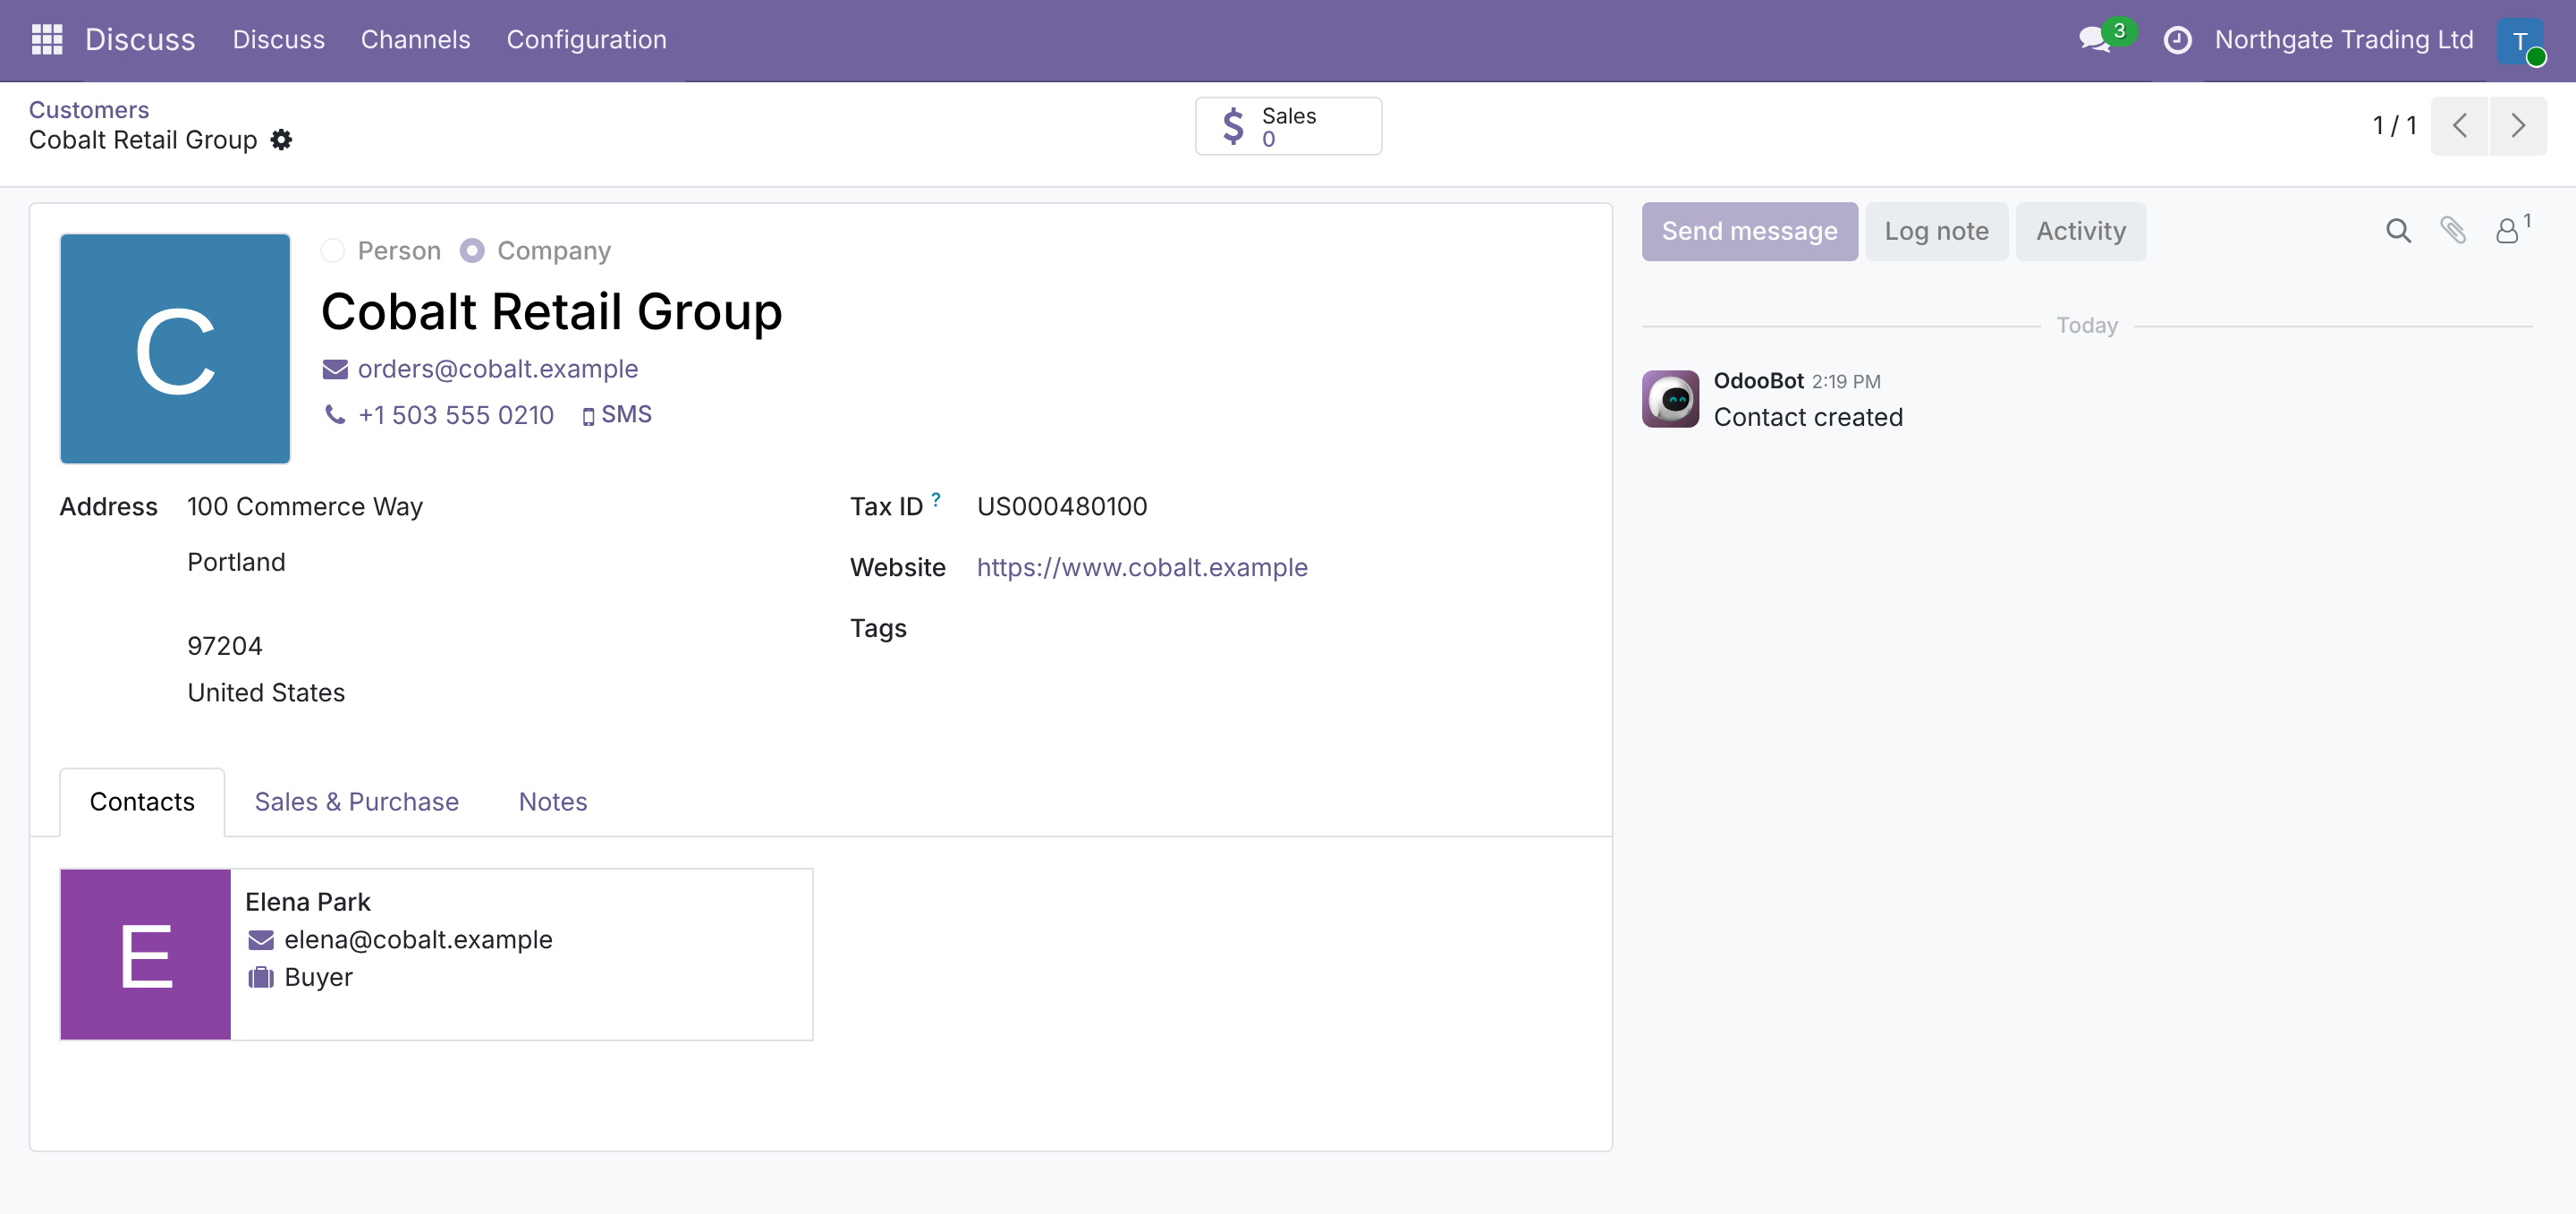 Discuss Discuss Channels Configuration 3 Northgate Trading Ltd T
Customers
Cobalt Retail Group
Sales
0
1 / 1
C
Person Company
Cobalt Retail Group
orders@cobalt.example
+1 503 555 0210 SMS
Address 100 Commerce Way
Portland
97204
United States
Tax ID ? US000480100
Website https://www.cobalt.example
Tags
Contacts Sales & Purchase Notes
E
Elena Park
elena@cobalt.example
Buyer
Send message Log note Activity 1
Today
OdooBot 2:19 PM
Contact created